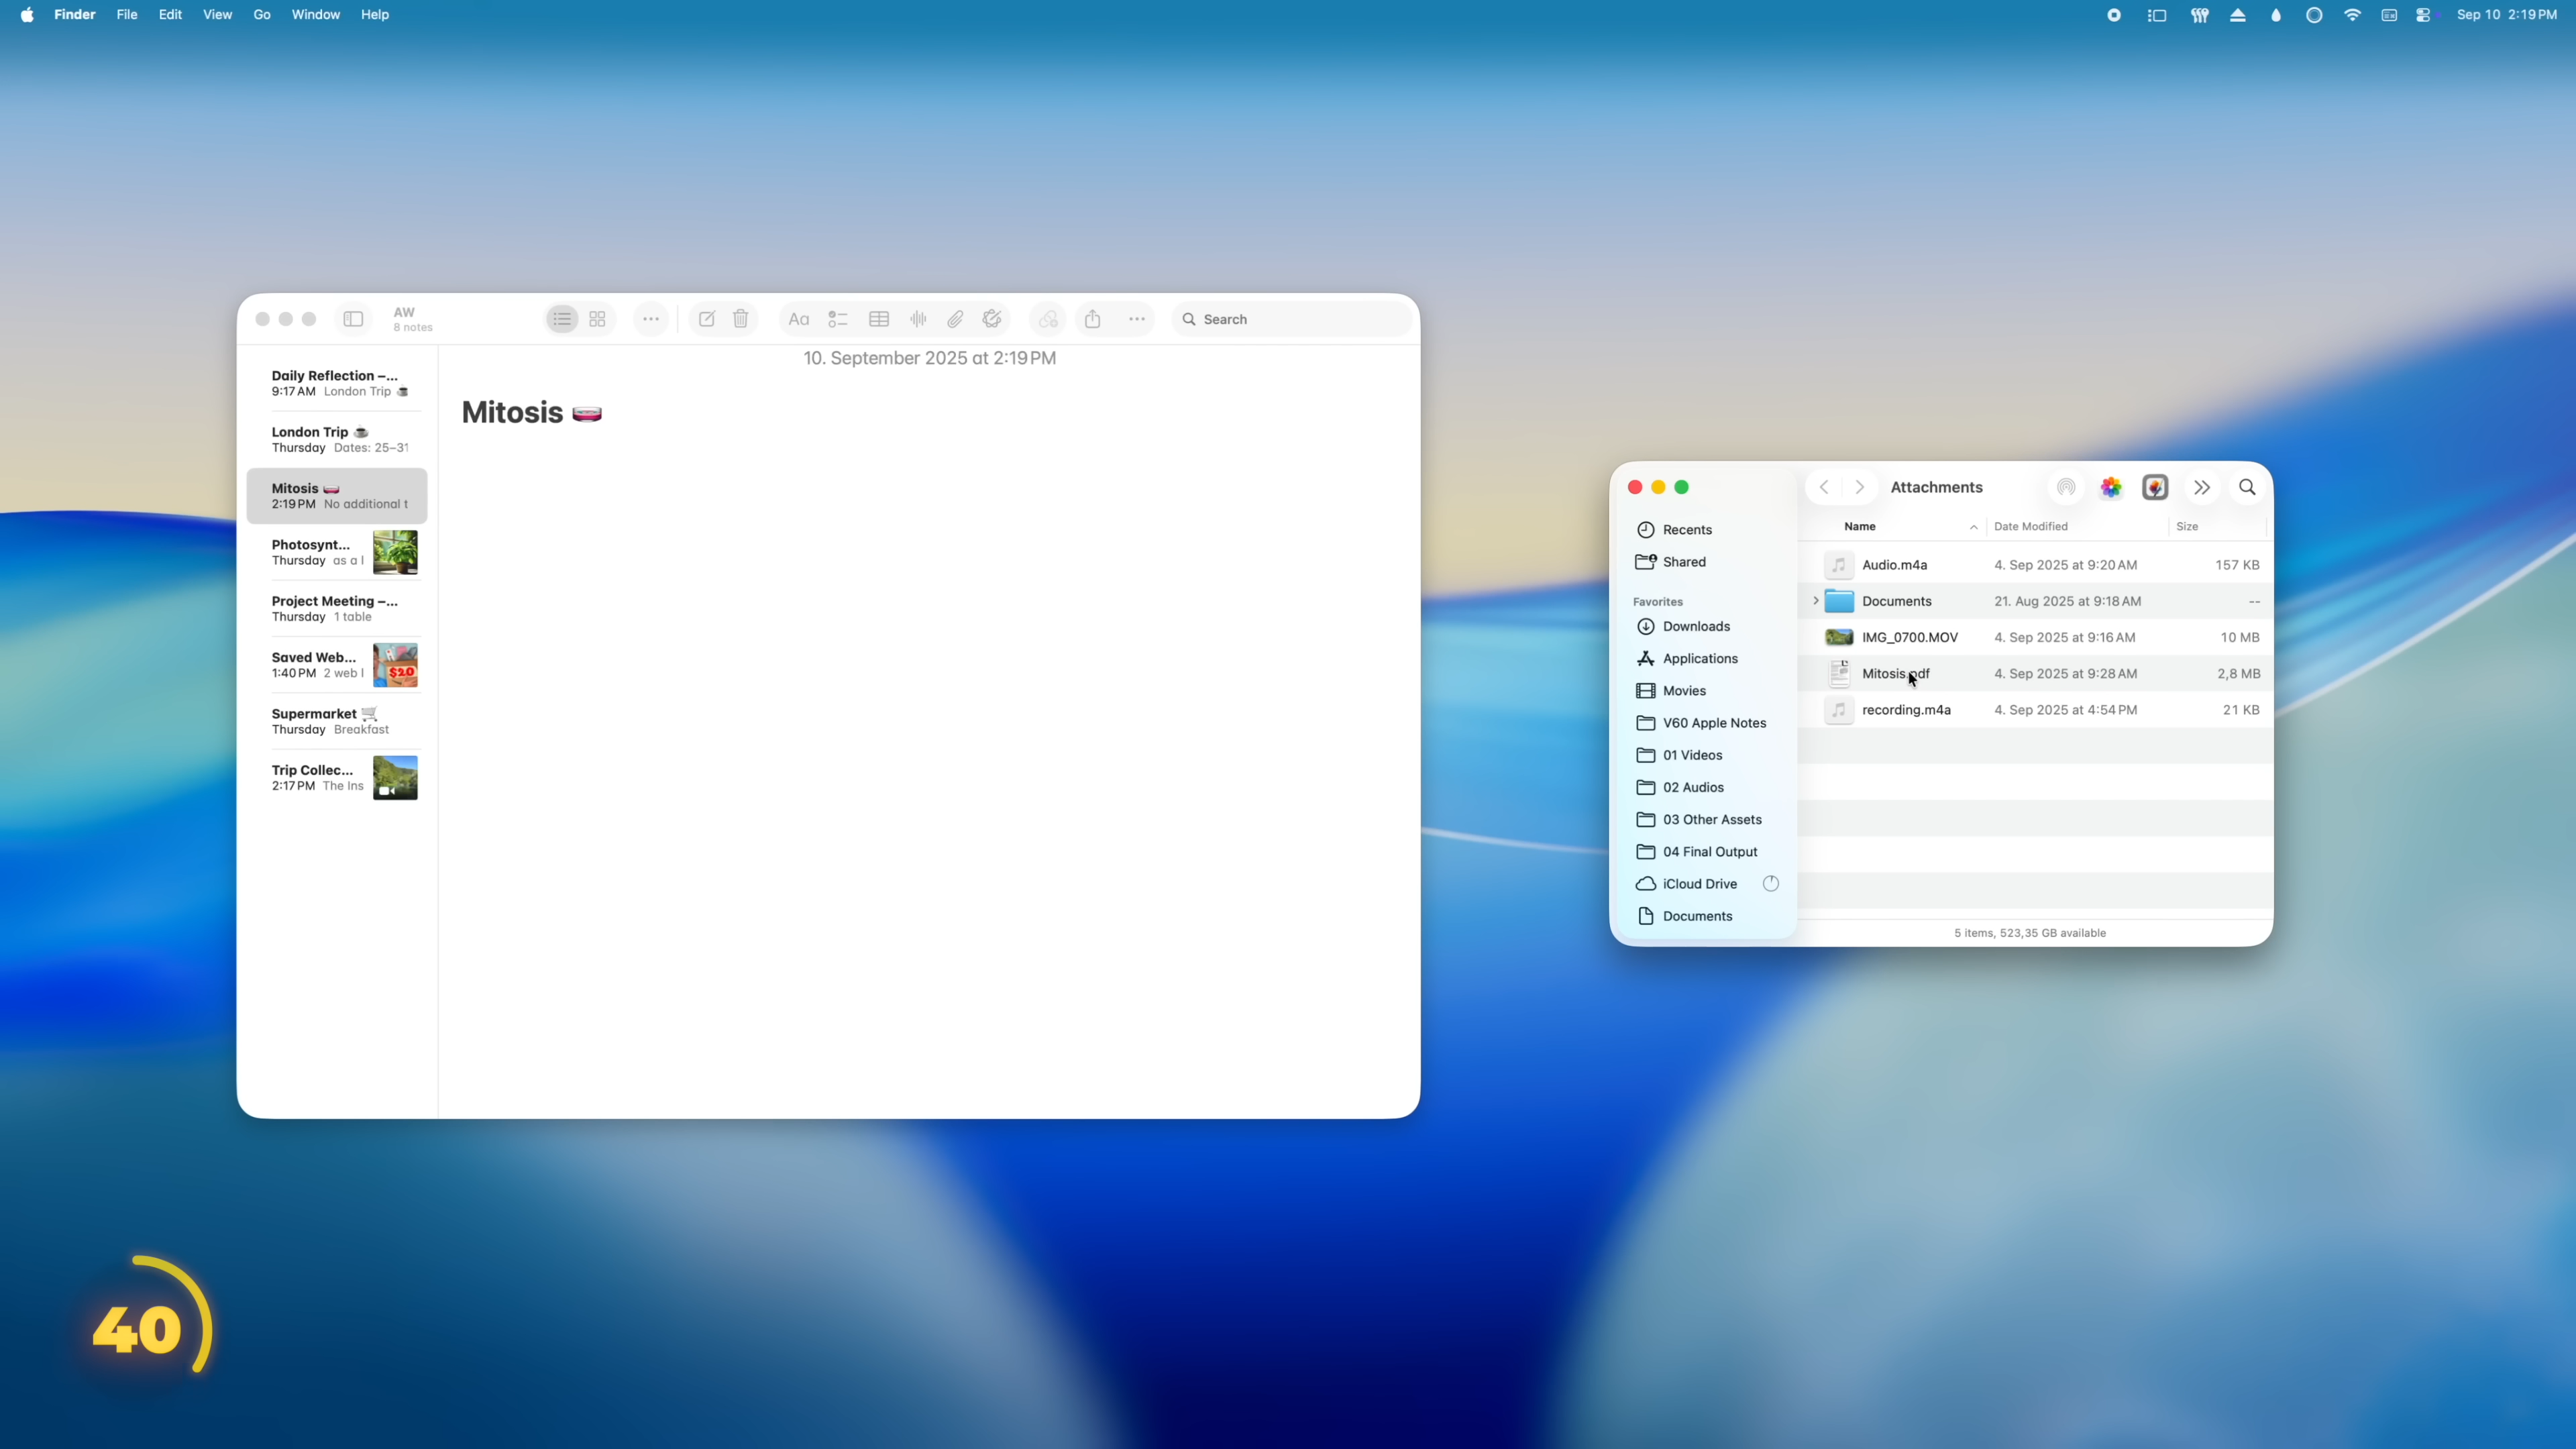 Finder File Edit View Go Window Help
Sep 10 2:19 PM
AW
8 notes
Aa
Search
Daily Reflection –...
9:17 AM London Trip ☕
London Trip ☕
Thursday Dates: 25–31
Mitosis 🧫
2:19 PM No additional t
Photosynt...
Thursday as a l
Project Meeting –...
Thursday 1 table
Saved Web...
1:40 PM 2 web l
$20
Supermarket 🛒
Thursday Breakfast
Trip Collec...
2:17 PM The Ins
10. September 2025 at 2:19 PM
Mitosis 🧫
Attachments
Recents
Shared
Favorites
Downloads
Applications
Movies
V60 Apple Notes
01 Videos
02 Audios
03 Other Assets
04 Final Output
iCloud Drive
Documents
Name Date Modified Size
Audio.m4a 4. Sep 2025 at 9:20 AM 157 KB
Documents 21. Aug 2025 at 9:18 AM --
IMG_0700.MOV 4. Sep 2025 at 9:16 AM 10 MB
Mitosis.pdf 4. Sep 2025 at 9:28 AM 2,8 MB
recording.m4a 4. Sep 2025 at 4:54 PM 21 KB
5 items, 523,35 GB available
40